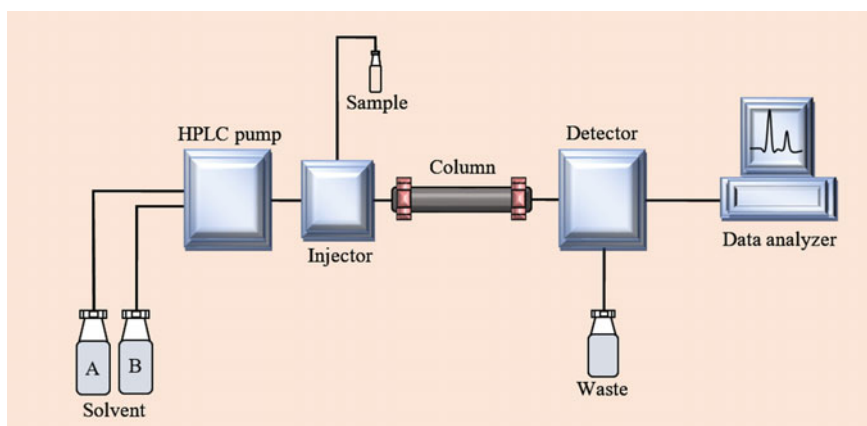 Sample
HPLC pump
Detector
Column
Injector
Data analyzer
A
B
Solvent
Waste